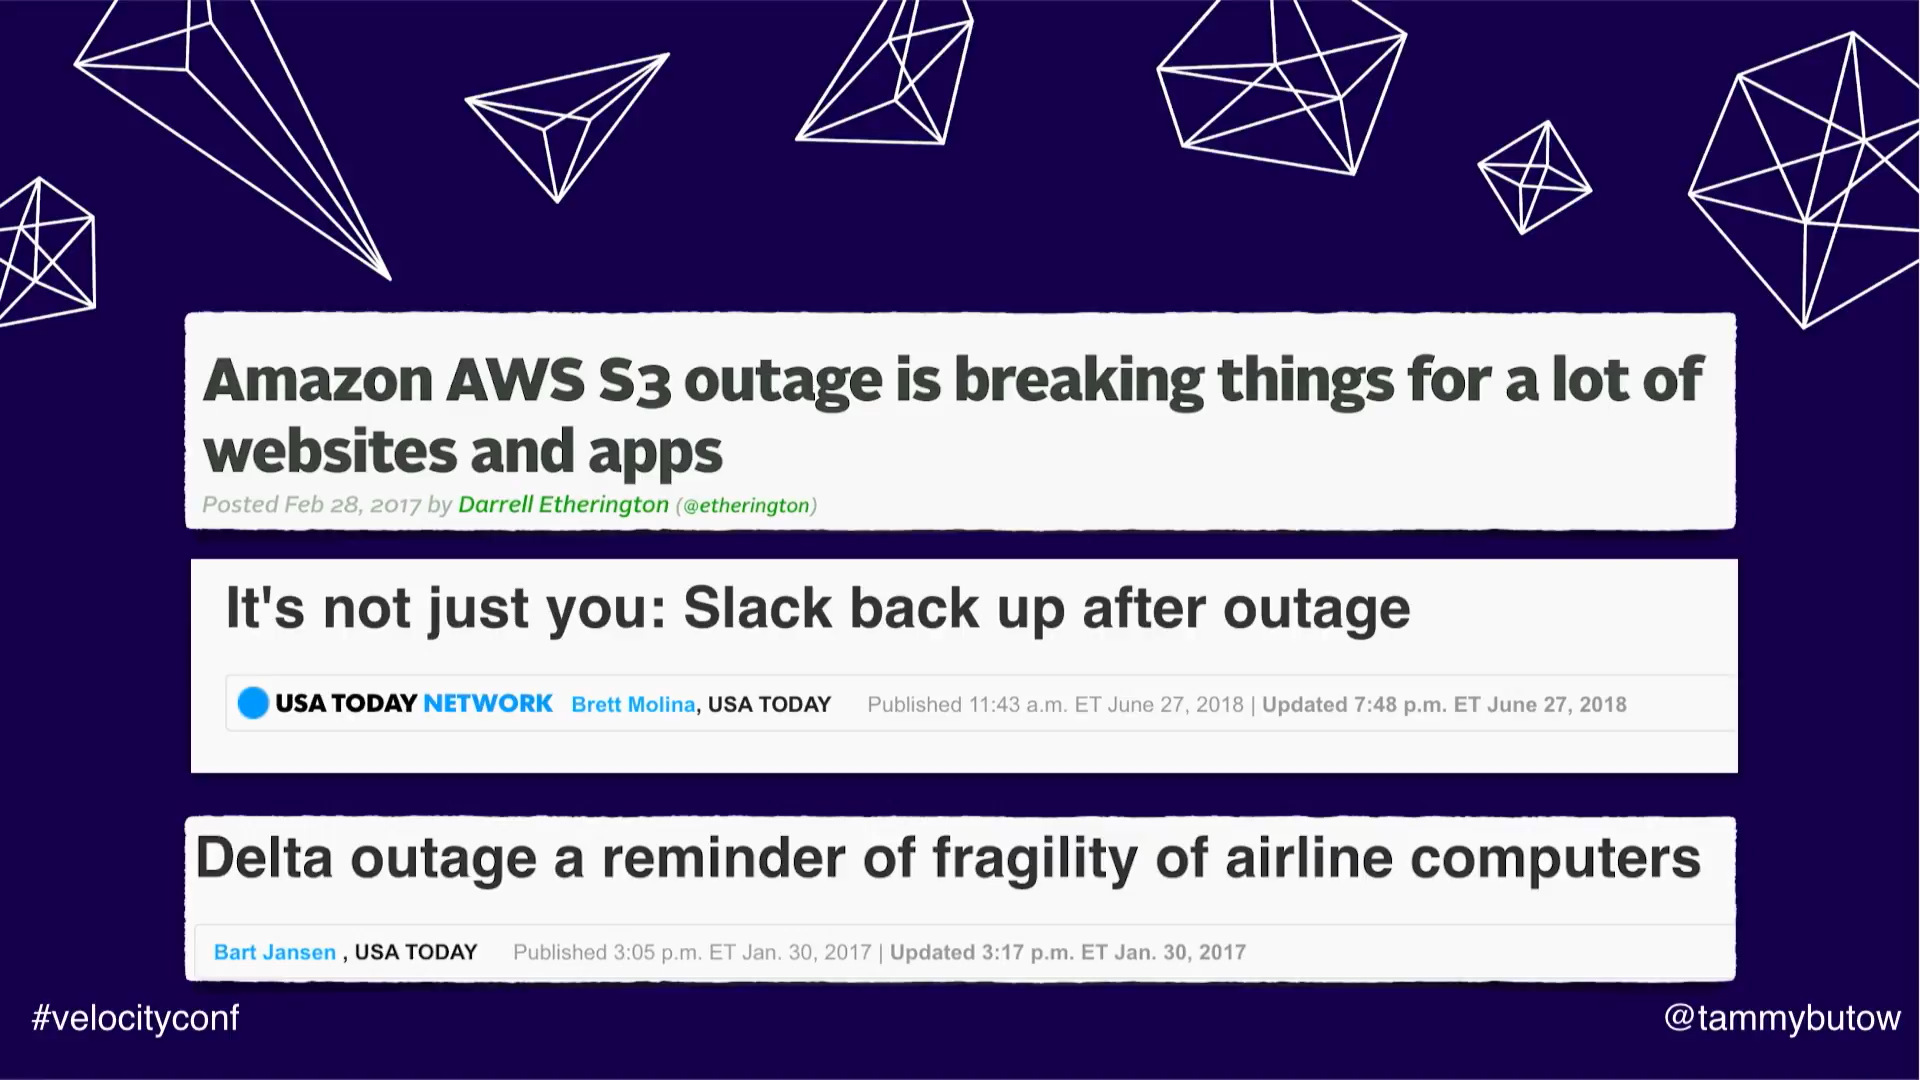 Amazon AWS S3 outage is breaking things for a lot of
websites and apps
Posted Feb 28, 2017 by Darrell Etherington (@etherington)
It's not just you: Slack back up after outage
USA TODAY NETWORK Brett Molina, USA TODAY Published 11:43 a.m. ET June 27, 2018 | Updated 7:48 p.m. ET June 27, 2018
Delta outage a reminder of fragility of airline computers
Bart Jansen , USA TODAY Published 3:05 p.m. ET Jan. 30, 2017 | Updated 3:17 p.m. ET Jan. 30, 2017
#velocityconf @tammybutow